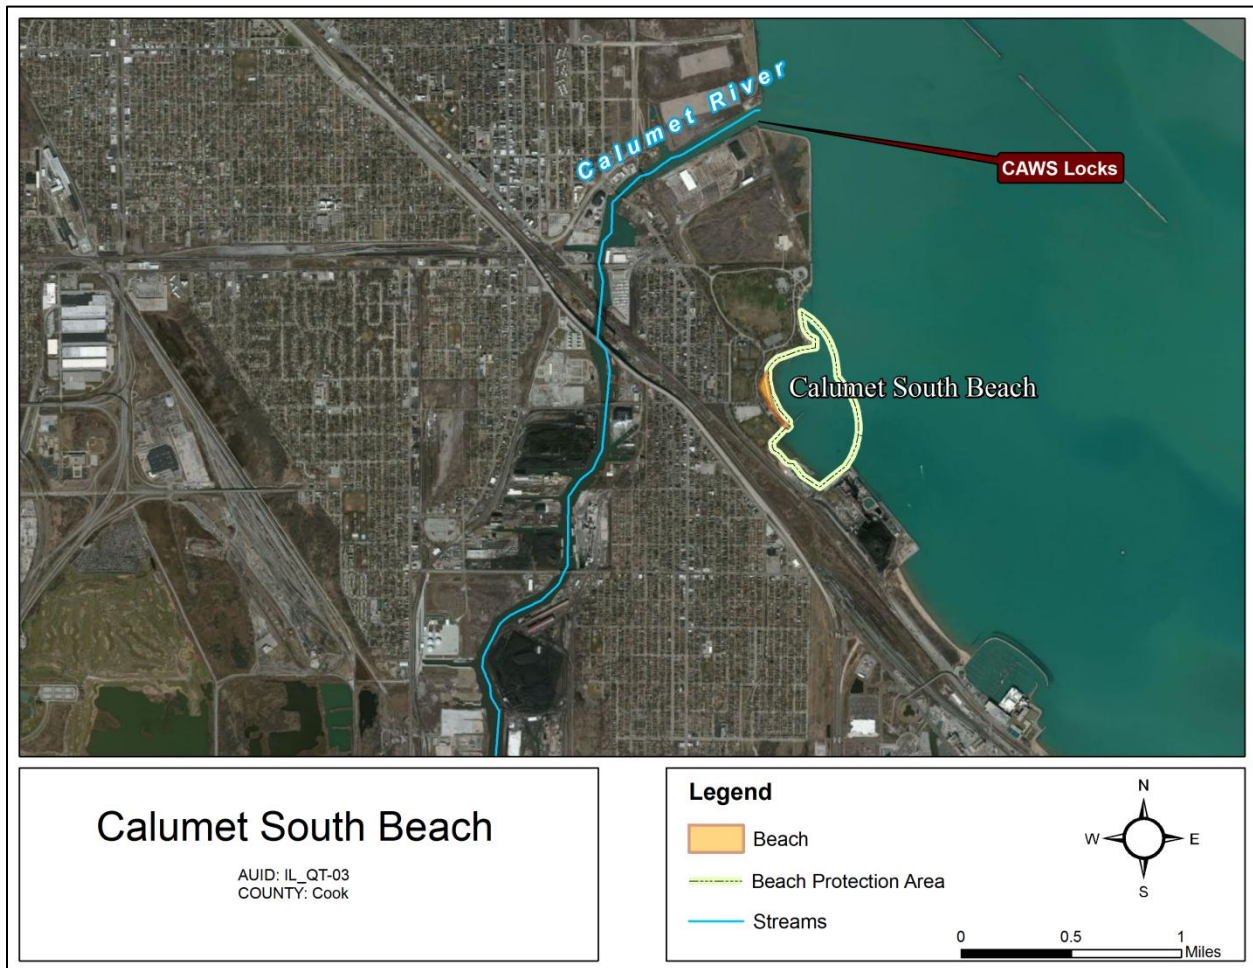 Calumet River
CAWS Locks
Calumet South Beach
Calumet South Beach
AUID: IL_QT-03
COUNTY: Cook
Legend
Beach
Beach Protection Area
Streams
N
W E
S
0 0.5 1
Miles